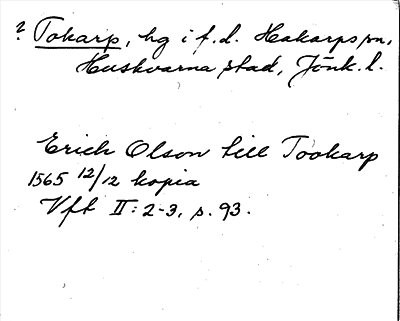 ? Tokarp, hg i f.d. Hakarps sn,
Huskvarna stad, Jönk. l.
Erich Olson till Tookarp
1565 12/12 kopia
Vft II: 2-3, s. 93.